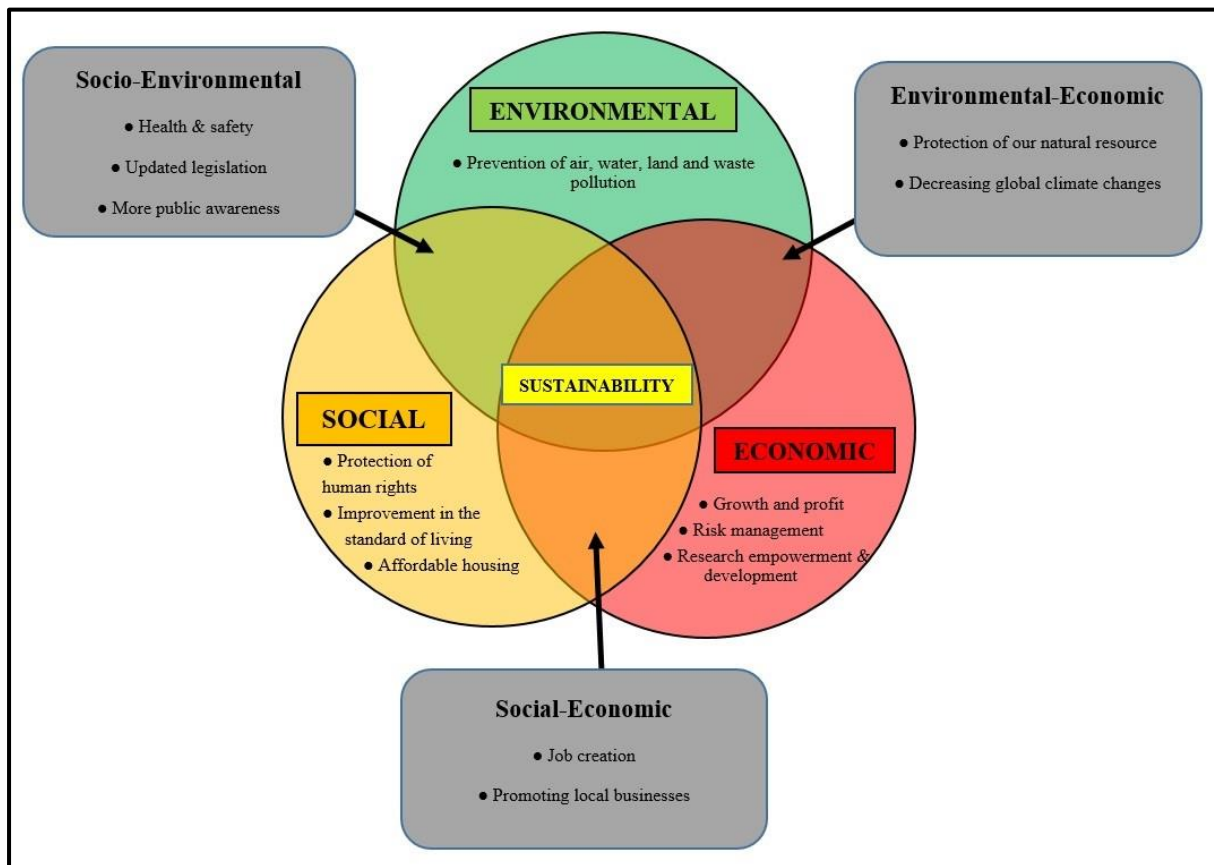 Socio-Environmental
● Health & safety
● Updated legislation
● More public awareness
ENVIRONMENTAL
● Prevention of air, water, land and waste
pollution
Environmental-Economic
● Protection of our natural resource
● Decreasing global climate changes
SUSTAINABILITY
SOCIAL
● Protection of
human rights
● Improvement in the
standard of living
● Affordable housing
ECONOMIC
● Growth and profit
● Risk management
● Research empowerment &
development
Social-Economic
● Job creation
● Promoting local businesses